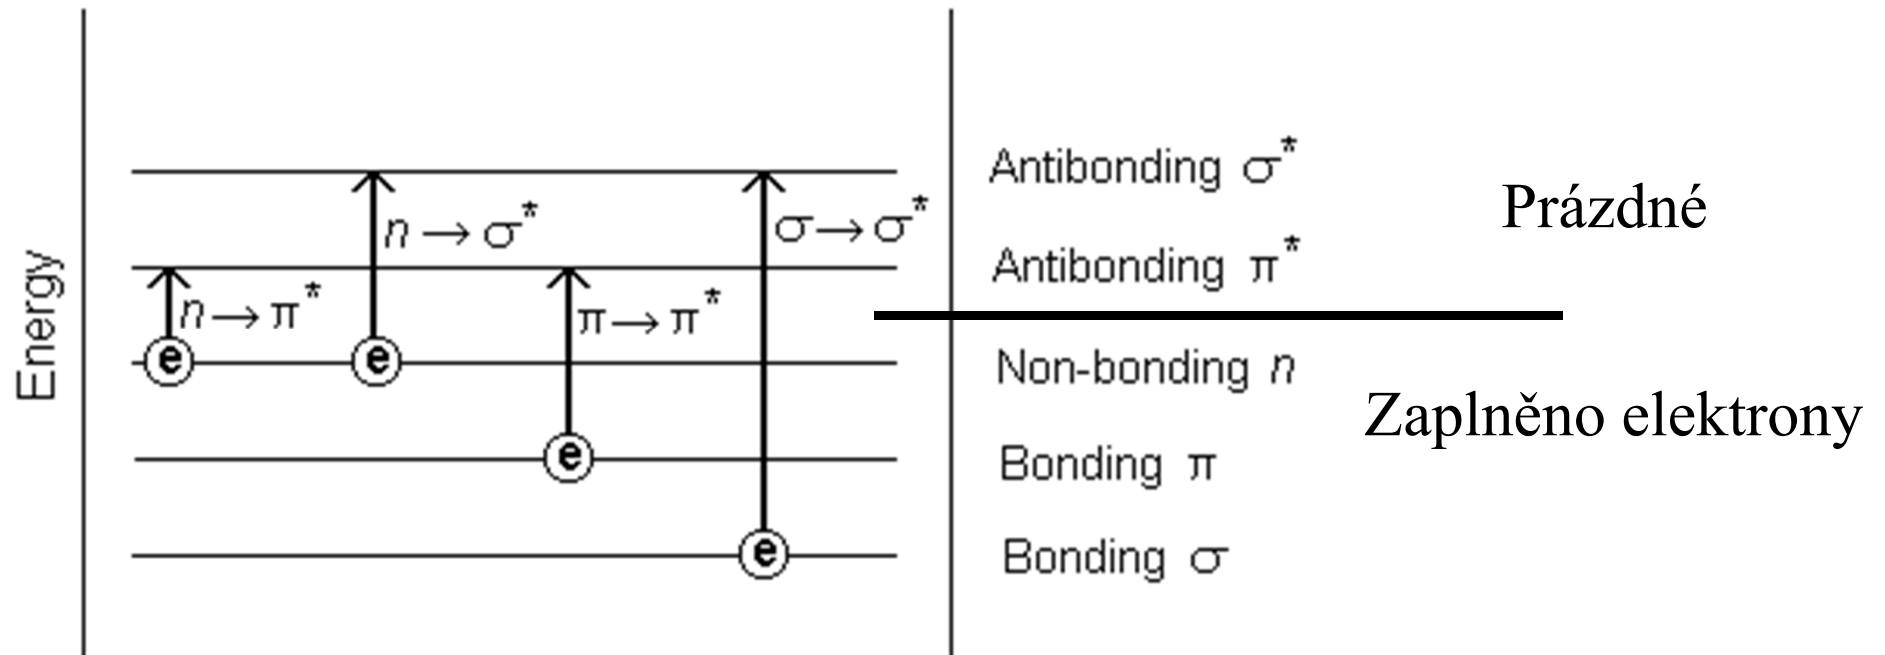 Energy
Antibonding σ*
Prázdné
n → σ*
σ → σ*
Antibonding π*
n → π*
π → π*
e
e
Non-bonding n
Zaplněno elektrony
e
Bonding π
e
Bonding σ